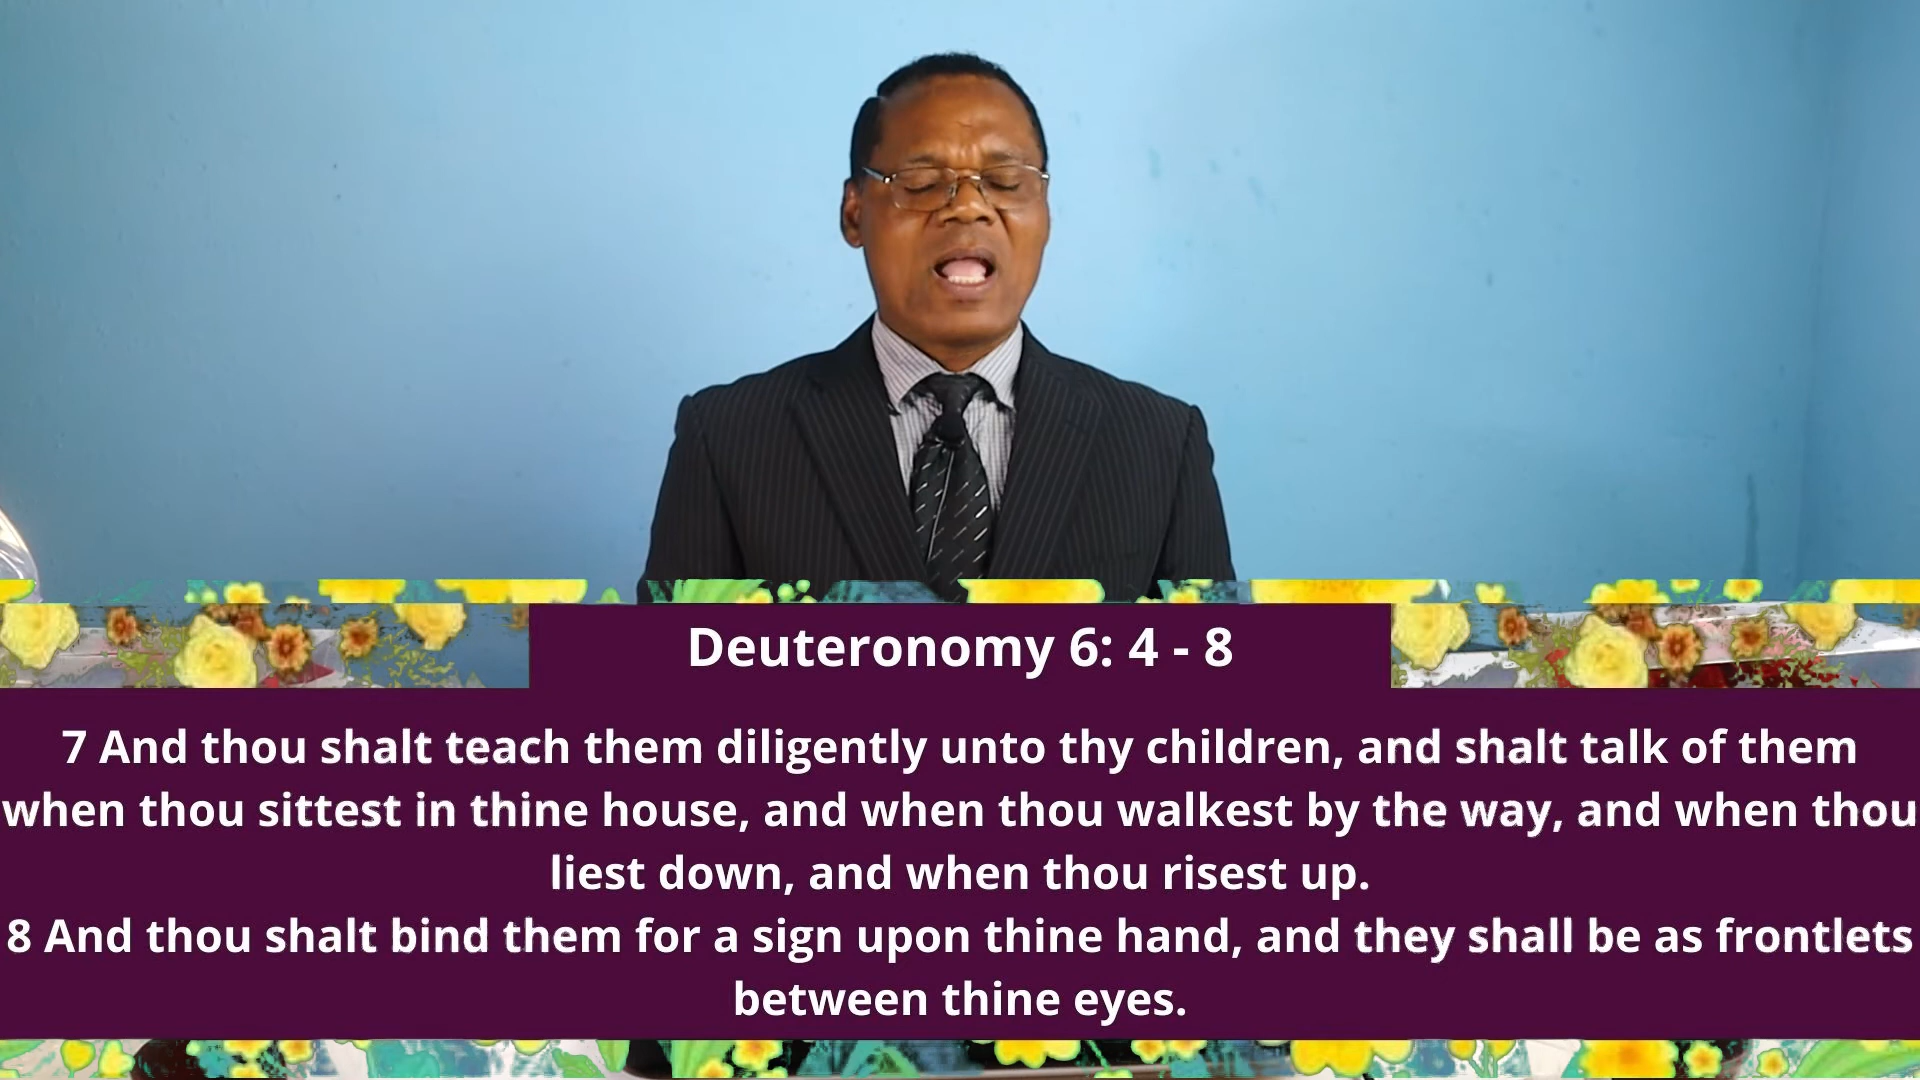 Deuteronomy 6: 4 - 8
7 And thou shalt teach them diligently unto thy children, and shalt talk of them
when thou sittest in thine house, and when thou walkest by the way, and when thou
liest down, and when thou risest up.
8 And thou shalt bind them for a sign upon thine hand, and they shall be as frontlets
between thine eyes.